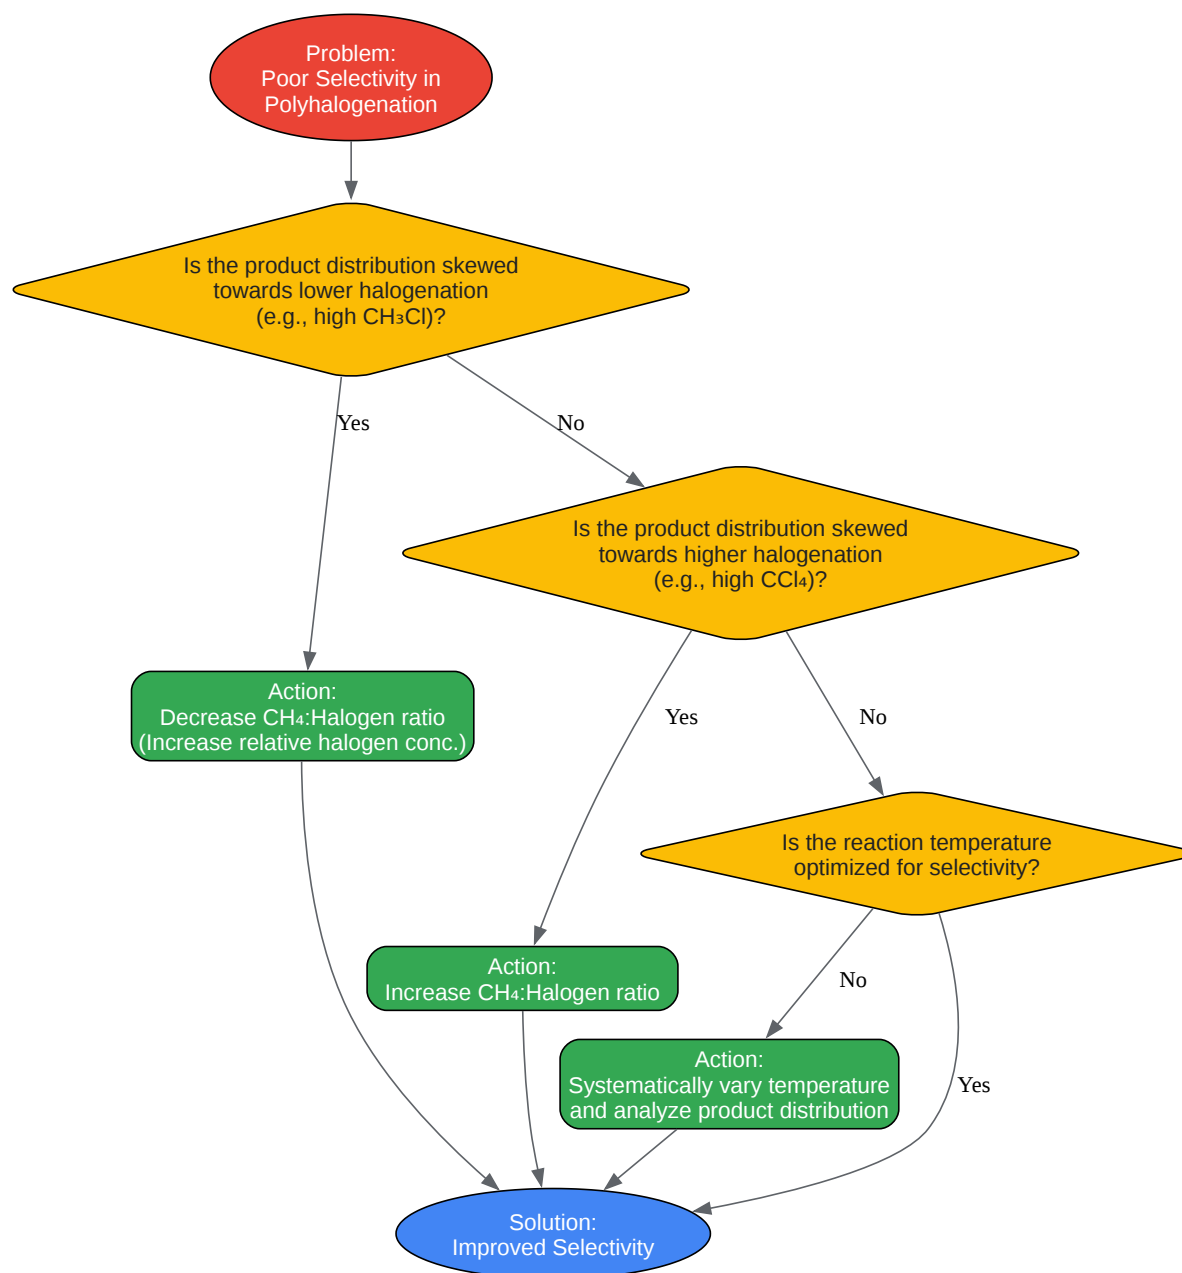 Problem:
Poor Selectivity in
Polyhalogenation
Is the product distribution skewed
towards lower halogenation
(e.g., high CH₃Cl)?
Yes
No
Is the product distribution skewed
towards higher halogenation
(e.g., high CCl₄)?
Action:
Decrease CH₄:Halogen ratio
(Increase relative halogen conc.)
Yes
No
Is the reaction temperature
optimized for selectivity?
Action:
Increase CH₄:Halogen ratio
No
Action:
Systematically vary temperature
and analyze product distribution
Yes
Solution:
Improved Selectivity